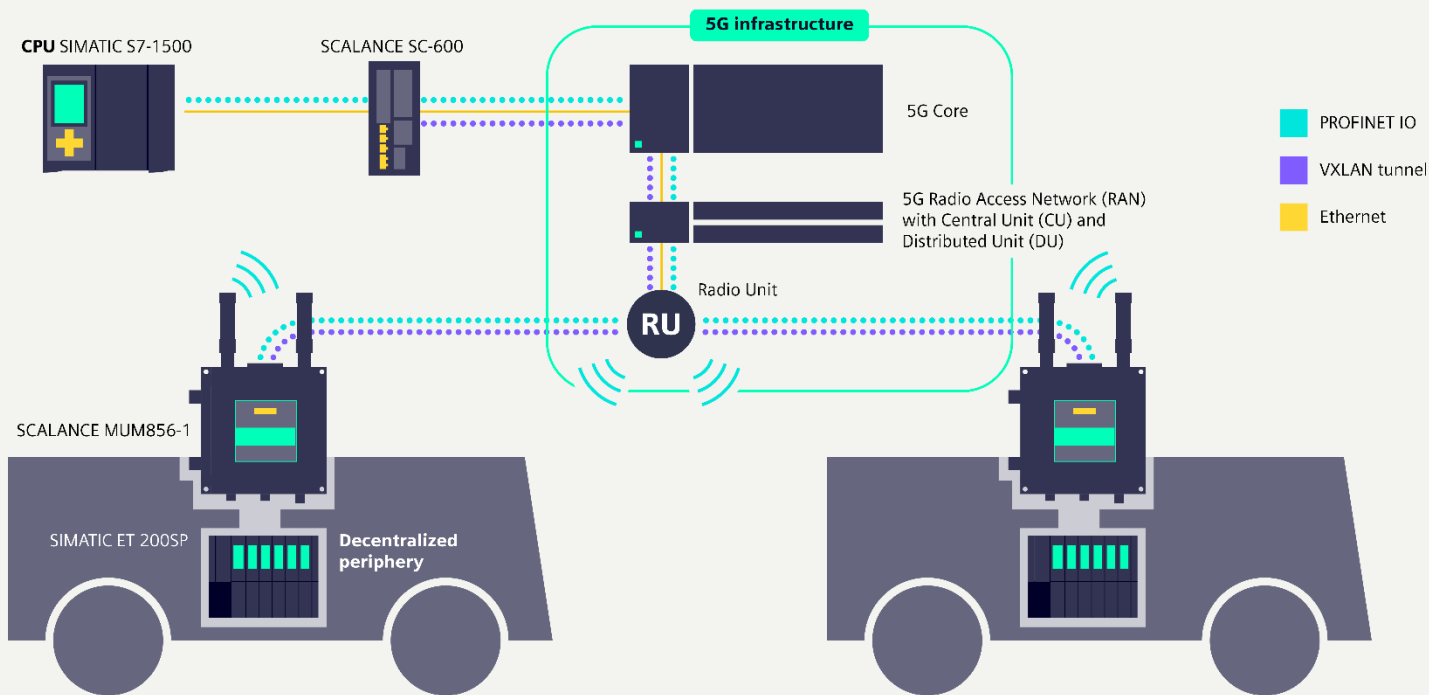 5G infrastructure
CPU SIMATIC S7-1500
SCALANCE SC-600
5G Core
PROFINET IO
VXLAN tunnel
Ethernet
5G Radio Access Network (RAN)
with Central Unit (CU) and
Distributed Unit (DU)
Radio Unit
RU
SCALANCE MUM856-1
SIMATIC ET 200SP
Decentralized
periphery